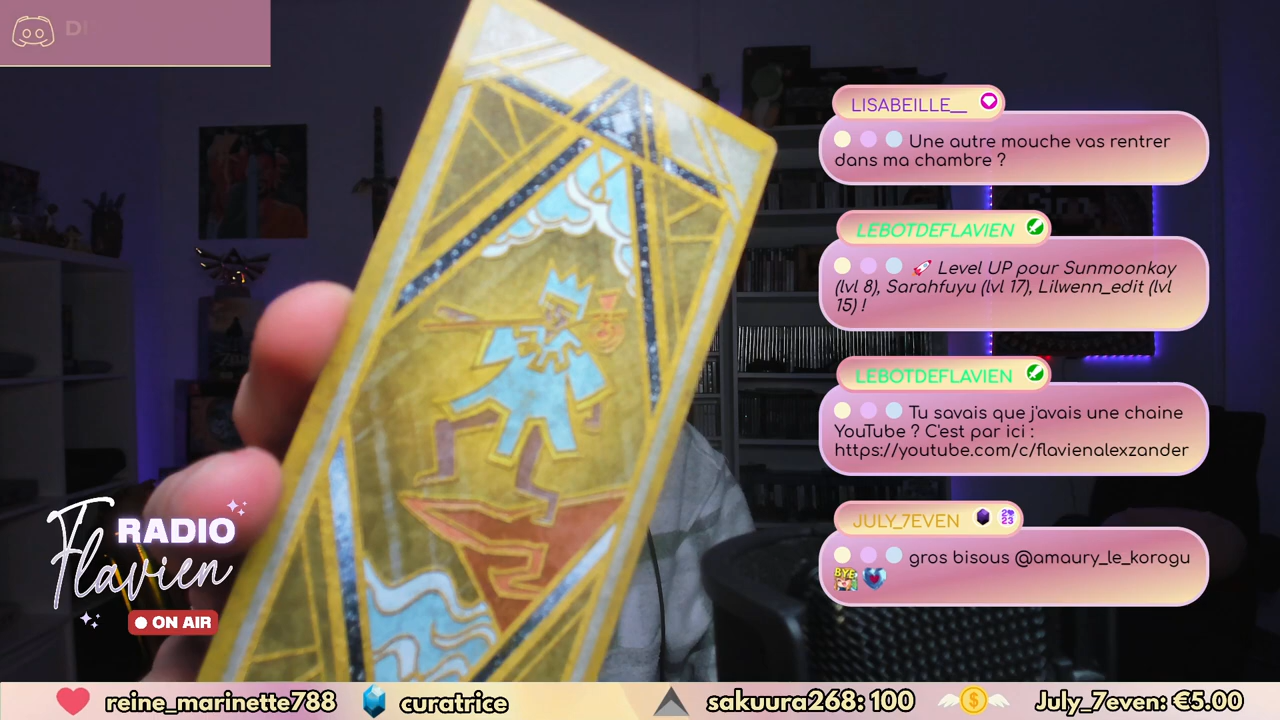 LISABEILLE__
Une autre mouche vas rentrer
dans ma chambre ?
LEBOTDEFLAVIEN
🚀 Level UP pour Sunmoonkay
(lvl 8), Sarahfuyu (lvl 17), Lilwenn_edit (lvl
15) !
LEBOTDEFLAVIEN
Tu savais que j'avais une chaine
YouTube ? C'est par ici :
https://youtube.com/c/flavienalexzander
JULY_7EVEN
gros bisous @amaury_le_korogu
BYE
RADIO
Flavien
ON AIR
reine_marinette788
curatrice
sakuura268: 100
July_7even: €5.00